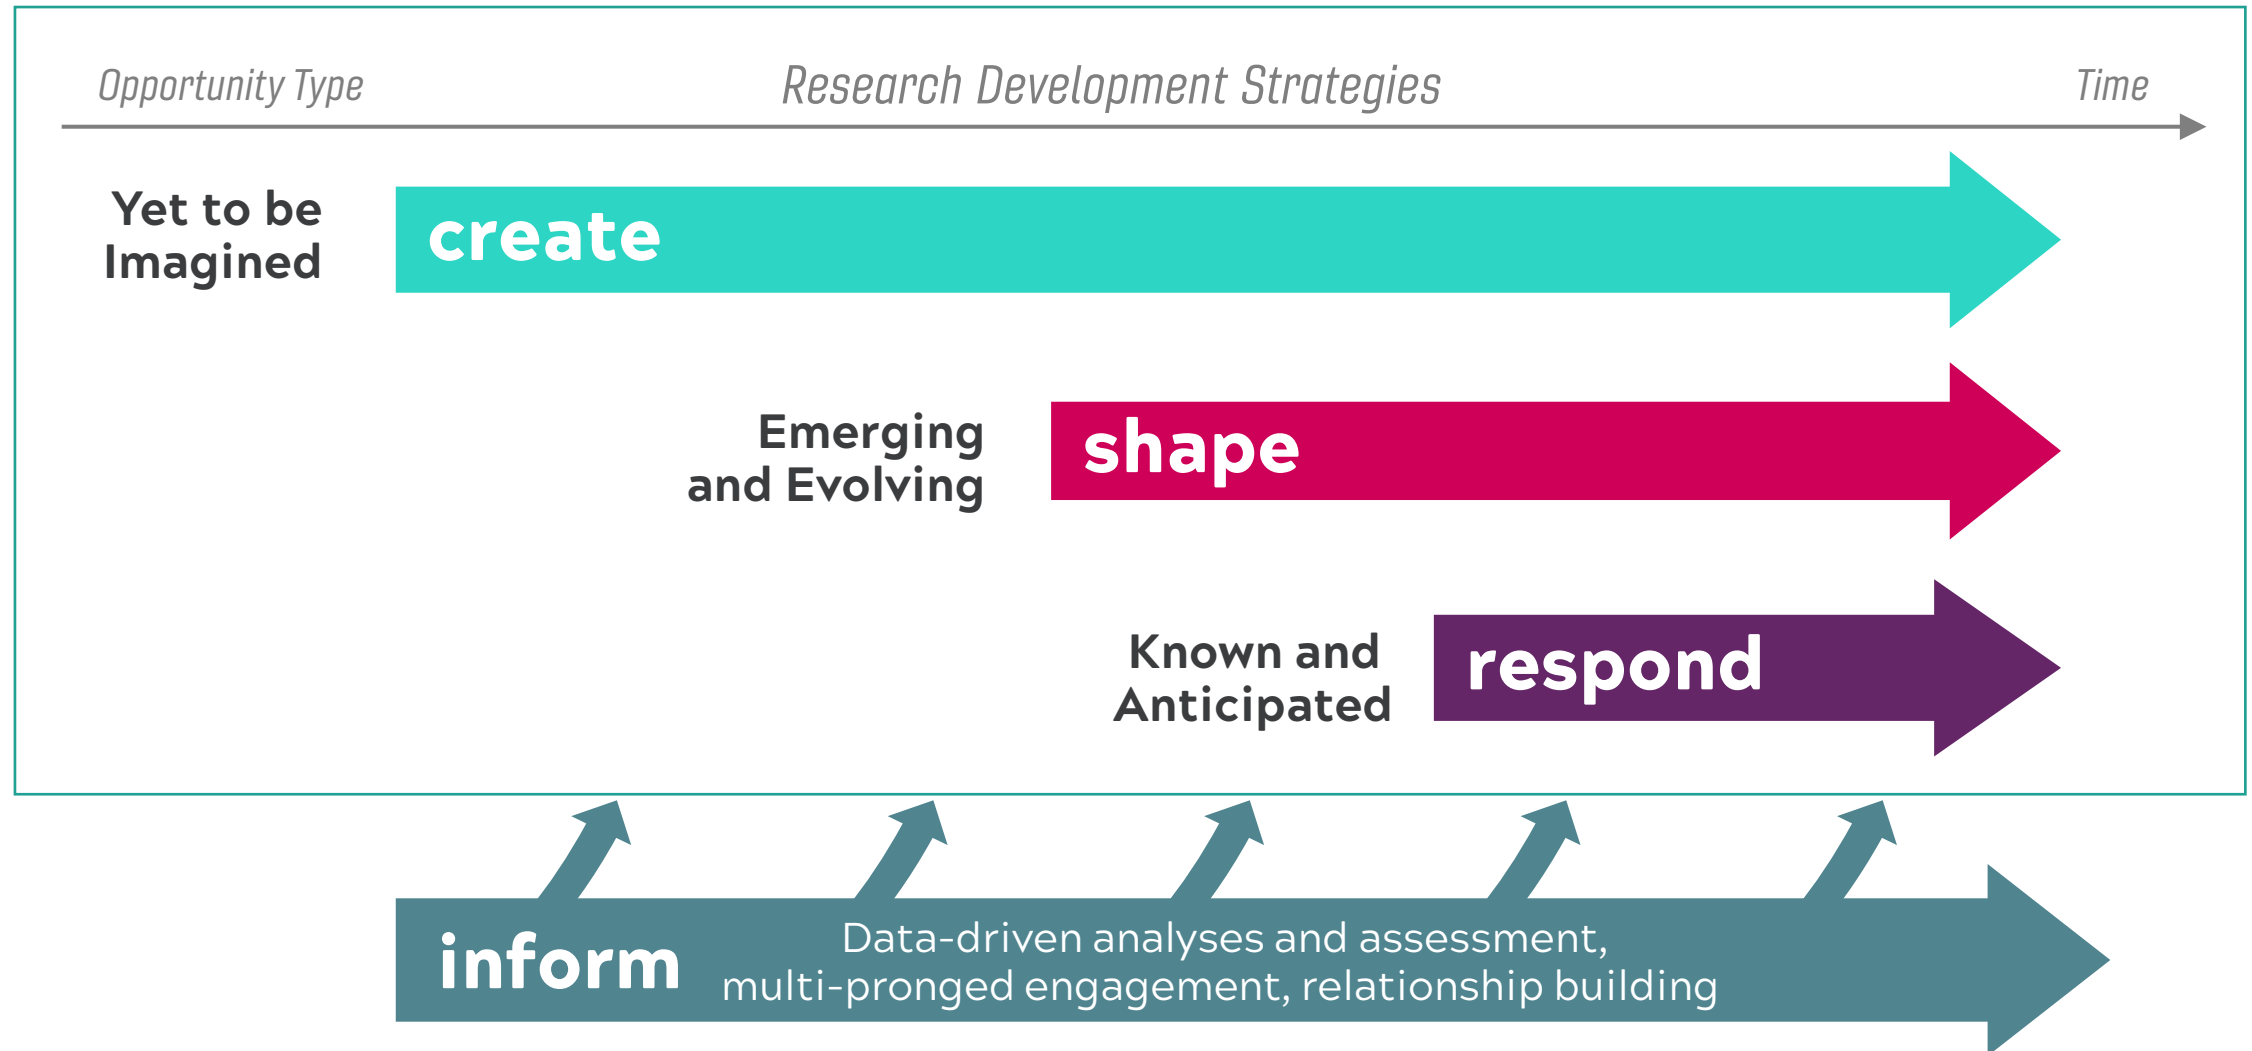 Opportunity Type Research Development Strategies Time
Yet to be
Imagined
create
Emerging
and Evolving
shape
Known and
Anticipated
respond
inform
Data-driven analyses and assessment,
multi-pronged engagement, relationship building